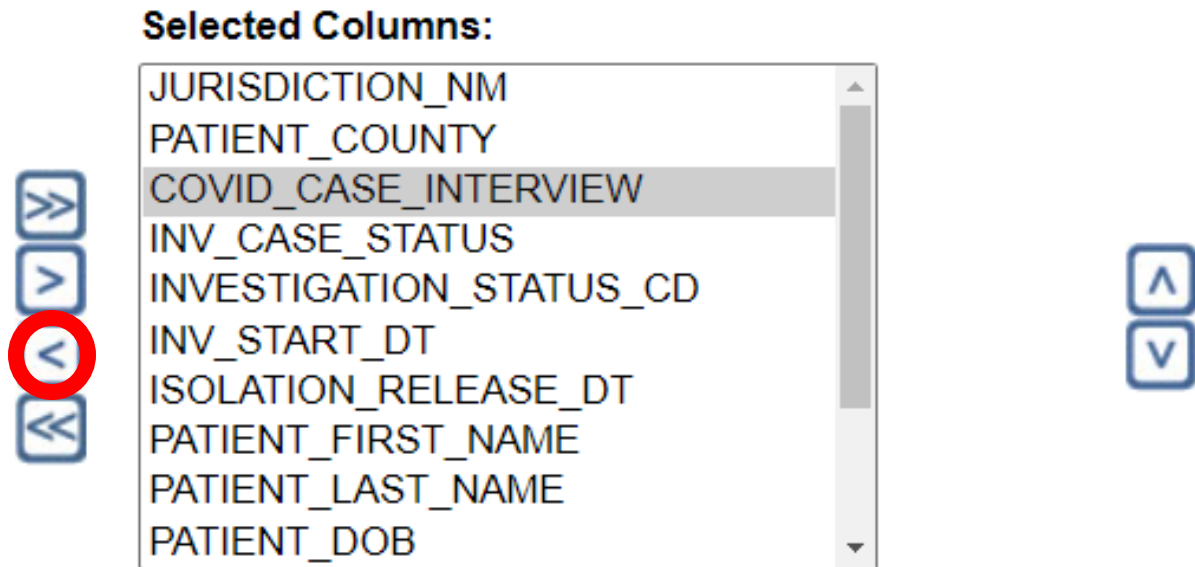 Selected Columns:
JURISDICTION_NM
PATIENT_COUNTY
COVID_CASE_INTERVIEW
INV_CASE_STATUS
INVESTIGATION_STATUS_CD
INV_START_DT
ISOLATION_RELEASE_DT
PATIENT_FIRST_NAME
PATIENT_LAST_NAME
PATIENT_DOB
>>
>
<
<<